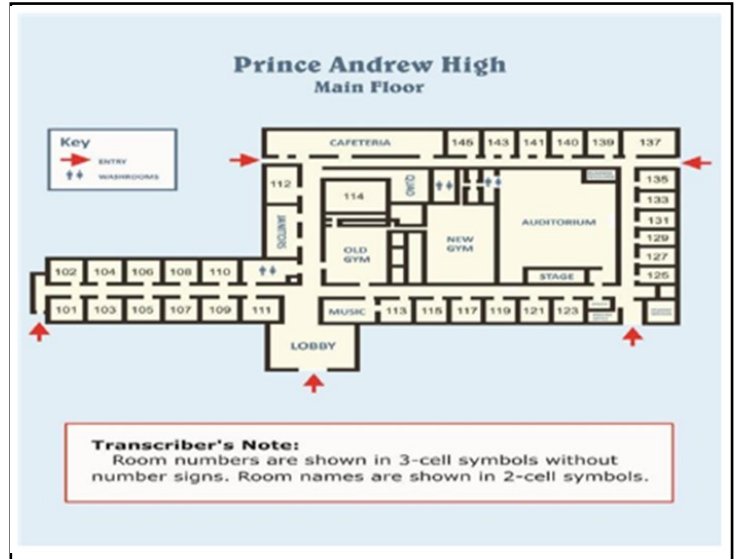 Prince Andrew High
Main Floor
Key
ENTRY
WASHROOMS
CAFETERIA
145
143
141
140
139
137
112
114
QUAD
135
133
131
129
127
125
JANITORS
OLD GYM
NEW GYM
AUDITORIUM
STAGE
102
104
106
108
110
101
103
105
107
109
111
MUSIC
113
115
117
119
121
123
LOBBY
Transcriber's Note:
Room numbers are shown in 3-cell symbols without
number signs. Room names are shown in 2-cell symbols.